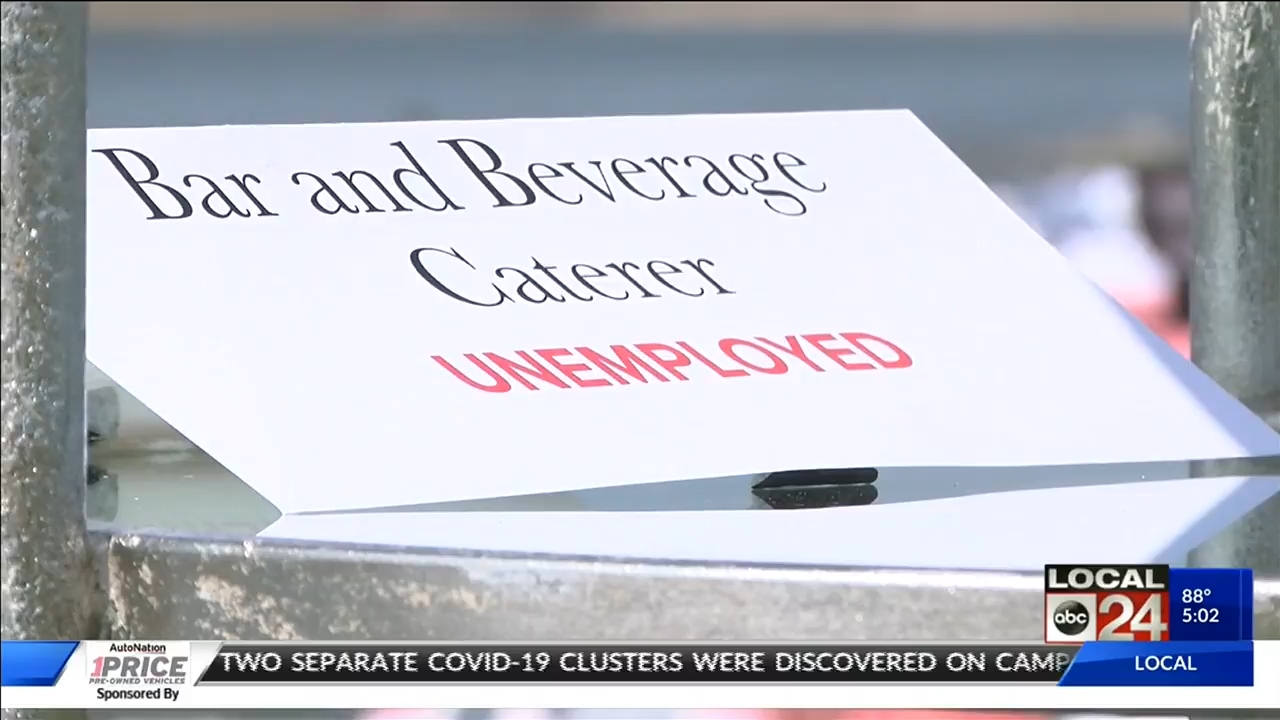 Bar and Beverage
Caterer
UNEMPLOYED
LOCAL
abc 24
88°
5:02
AutoNation
1PRICE
PRE-OWNED VEHICLES
Sponsored By
TWO SEPARATE COVID-19 CLUSTERS WERE DISCOVERED ON CAMP
LOCAL